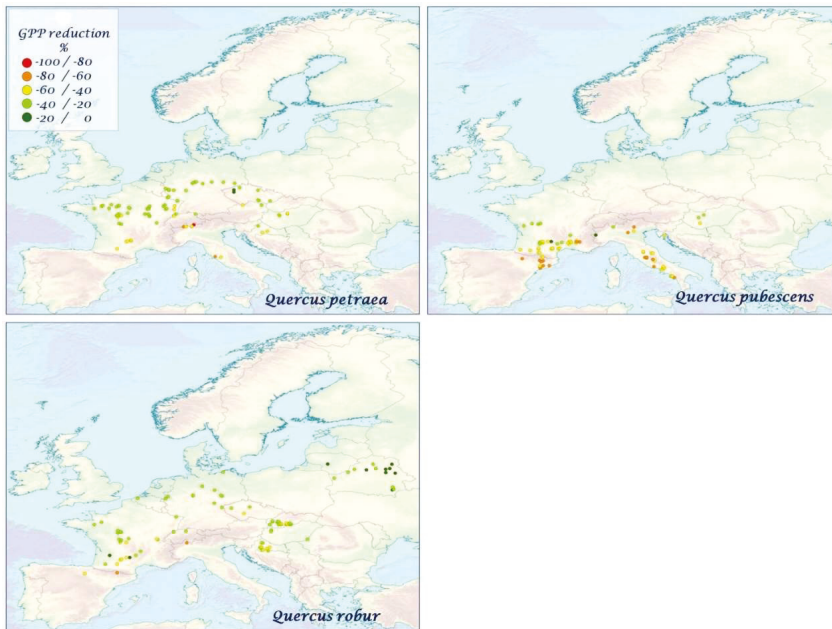 GPP reduction
%
-100 / -80
-80 / -60
-60 / -40
-40 / -20
-20 / 0
Quercus petraea
Quercus pubescens
Quercus robur